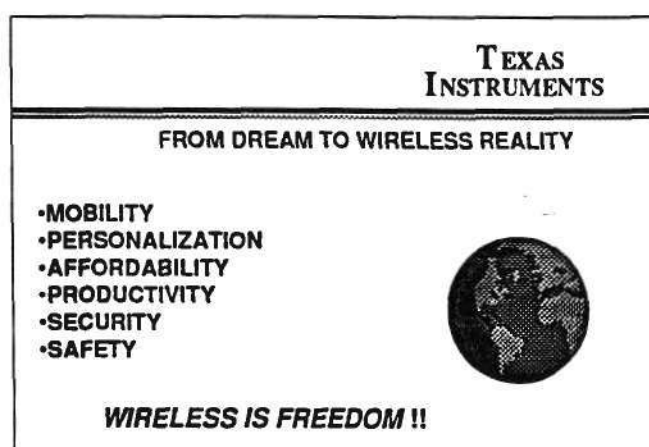 TEXAS
INSTRUMENTS
FROM DREAM TO WIRELESS REALITY
•MOBILITY
•PERSONALIZATION
•AFFORDABILITY
•PRODUCTIVITY
•SECURITY
•SAFETY
WIRELESS IS FREEDOM !!